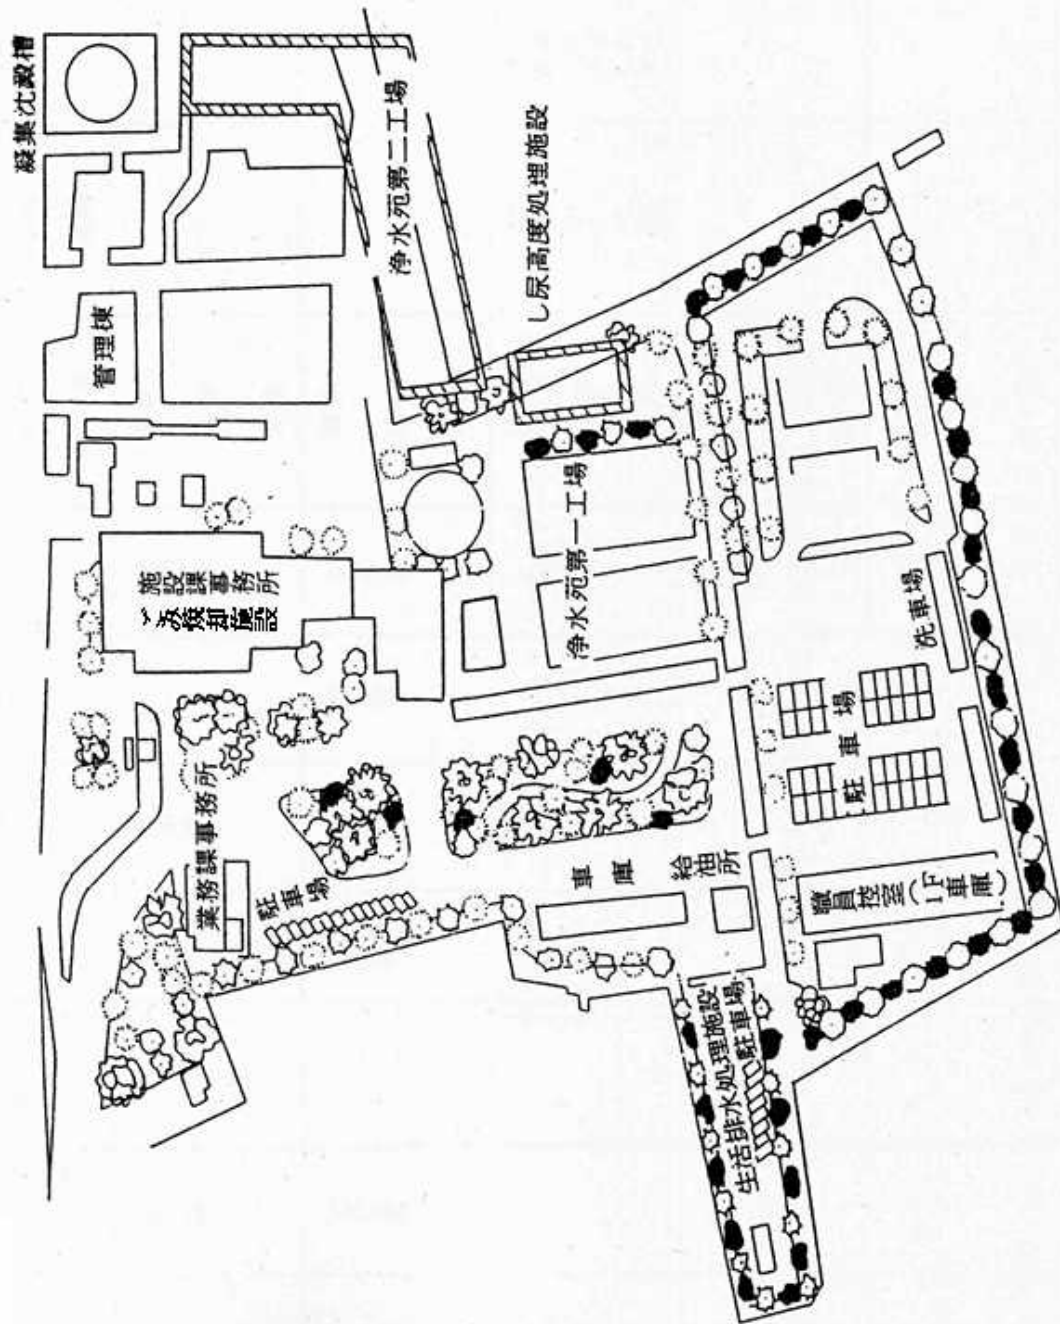 凝集沈殿槽
浄水苑第二工場
し尿高度処理施設
管理棟
施設課事務所
ごみ焼却施設
浄水苑第一工場
洗車場
駐車場
業務課事務所
駐車場
車庫
給油所
職員控室
(1F車庫)
生活排水処理施設
駐車場